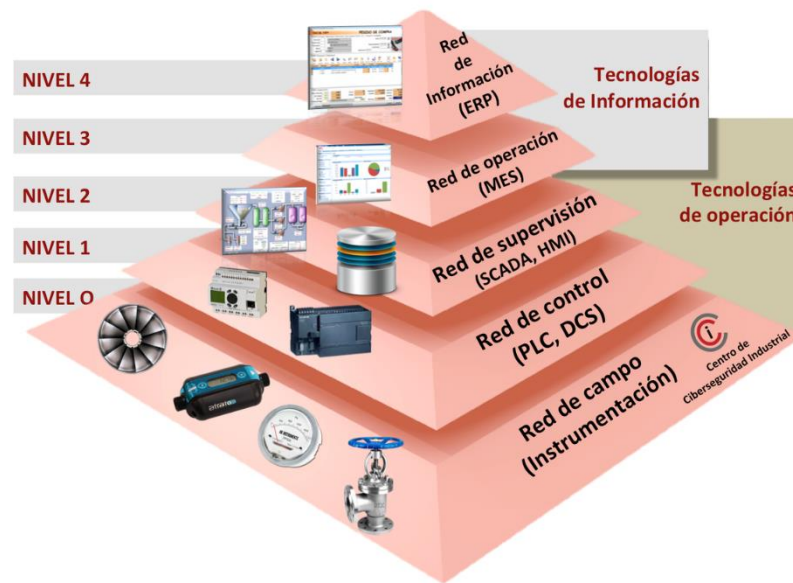 NIVEL 4
NIVEL 3
NIVEL 2
NIVEL 1
NIVEL O
Red
de
Información
(ERP)
Red de operación
(MES)
Red de supervisión
(SCADA, HMI)
Red de control
(PLC, DCS)
Red de campo
(Instrumentación)
Tecnologías
de Información
Tecnologías
de operación
Centro de
Ciberseguridad Industrial